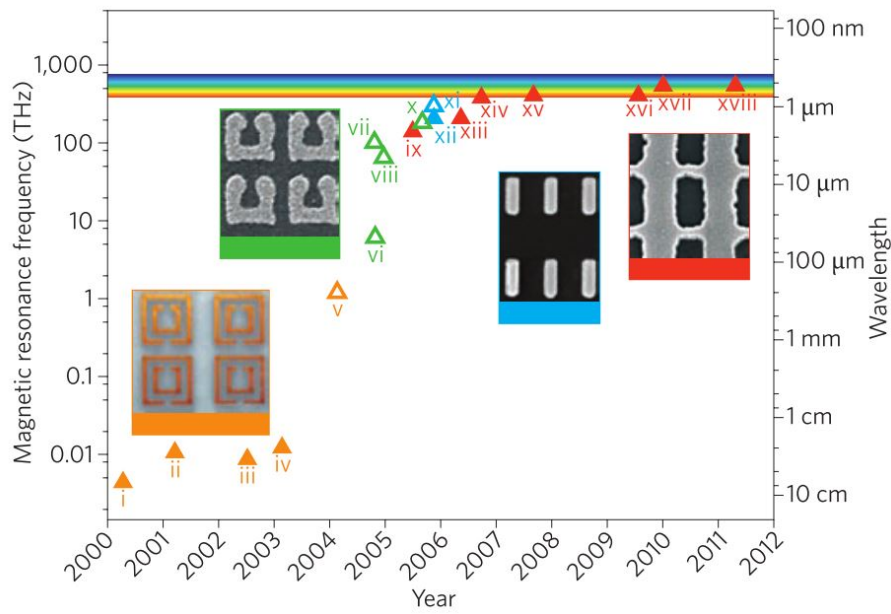 Magnetic resonance frequency (THz)
1,000
100
10
1
0.1
0.01
100 nm
1 μm
10 μm
100 μm
1 mm
1 cm
10 cm
Wavelength
i
ii
iii
iv
v
vi
vii
viii
ix
x
xi
xii
xiii
xiv
xv
xvi
xvii
xviii
2000
2001
2002
2003
2004
2005
2006
2007
2008
2009
2010
2011
2012
Year